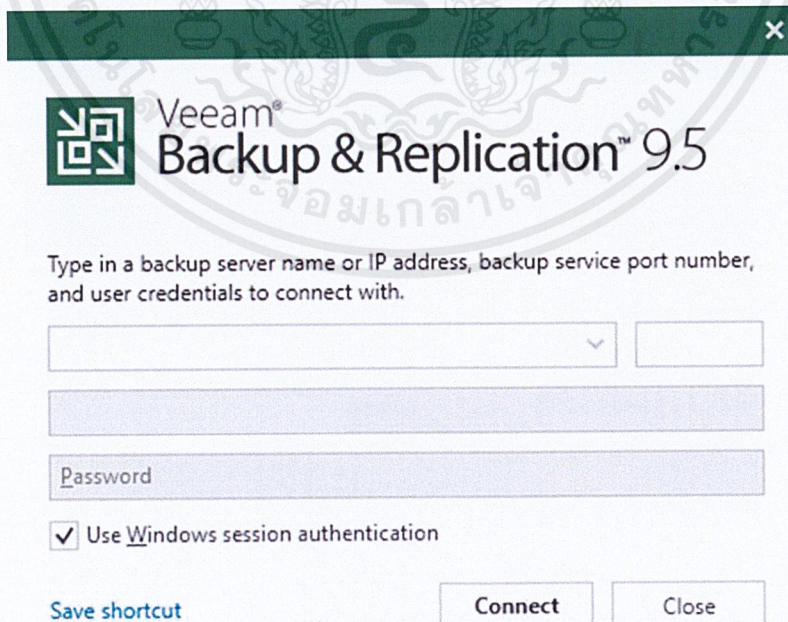 Veeam®
Backup & Replication™ 9.5
Type in a backup server name or IP address, backup service port number,
and user credentials to connect with.
Password
Use Windows session authentication
Save shortcut
Connect
Close